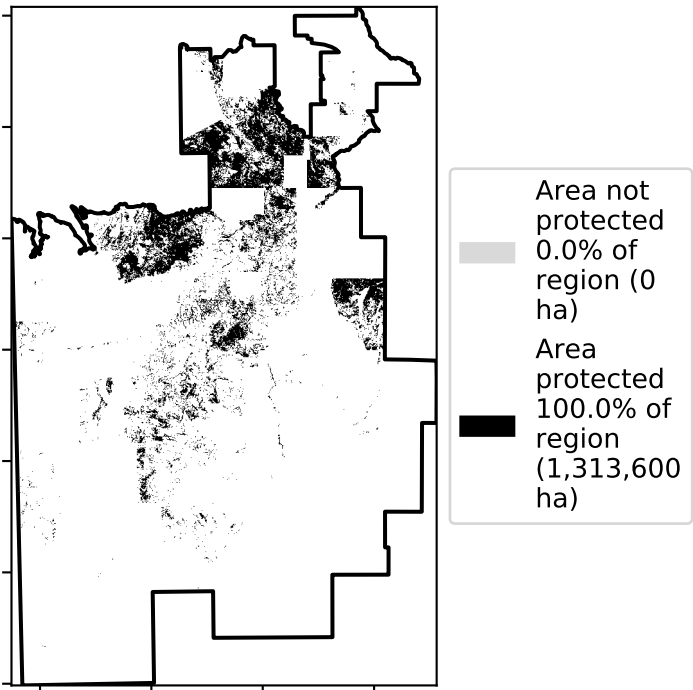 Area not
protected
0.0% of
region (0
ha)
Area
protected
100.0% of
region
(1,313,600
ha)